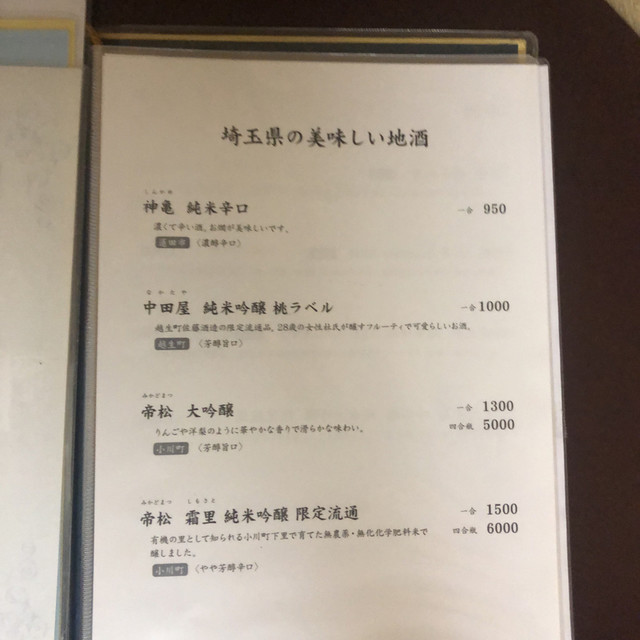 埼玉県の美味しい地酒
しんかめ
神亀 純米辛口 一合 950
濃くて辛い酒。お燗が美味しいです。
蓮田市 〈濃醇辛口〉
なかたや
中田屋 純米吟醸 桃ラベル 一合 1000
越生町佐藤酒造の限定流通品。28歳の女性杜氏が醸すフルーティで可愛らしいお酒。
越生町 〈芳醇旨口〉
みかどまつ
帝松 大吟醸 一合 1300
りんごや洋梨のように華やかな香りで滑らかな味わい。 四合瓶 5000
小川町 〈芳醇旨口〉
みかどまつ しもさと
帝松 霜里 純米吟醸 限定流通 一合 1500
四合瓶 6000
有機の里として知られる小川町下里で育てた無農薬・無化化学肥料米で
醸しました。
小川町 〈やや芳醇辛口〉